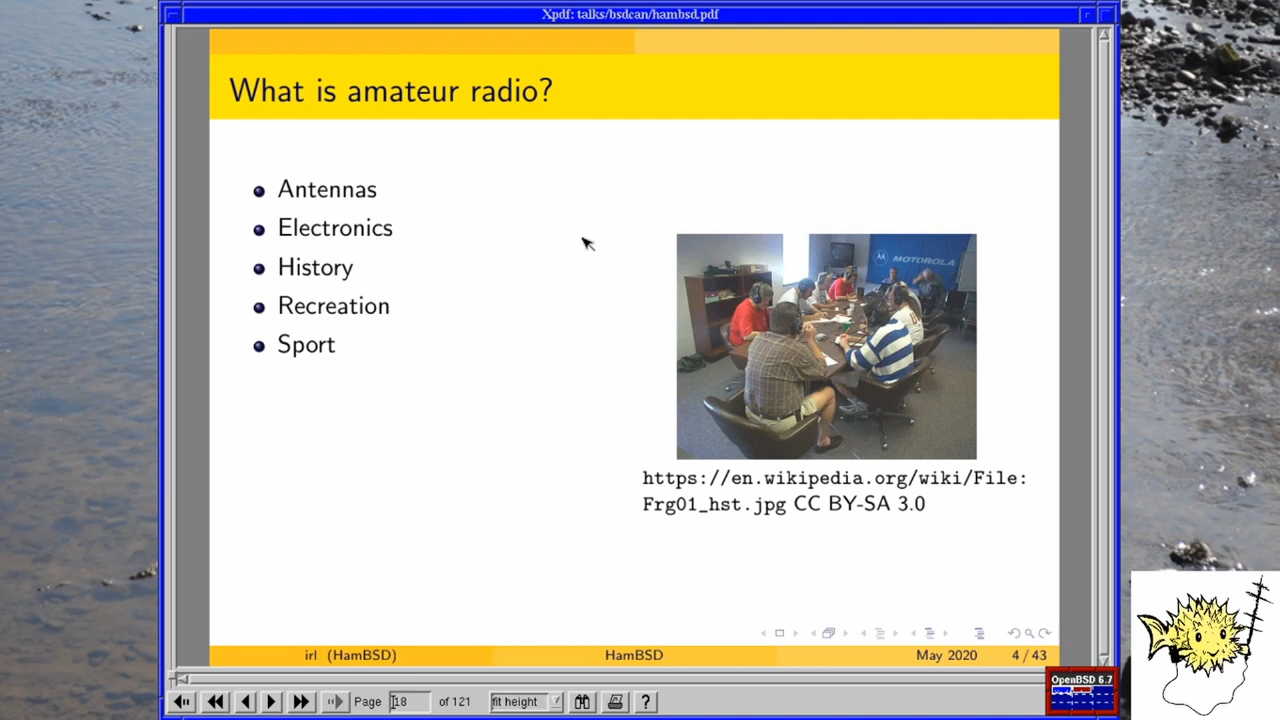 Xpdf: talks/bsdcan/hambsd.pdf
What is amateur radio?
Antennas
Electronics
History
Recreation
Sport
MOTOROLA
https://en.wikipedia.org/wiki/File:
Frg01_hst.jpg CC BY-SA 3.0
irl (HamBSD)
HamBSD
May 2020
4 / 43
OpenBSD 6.7
Page 18 of 121
fit height
?